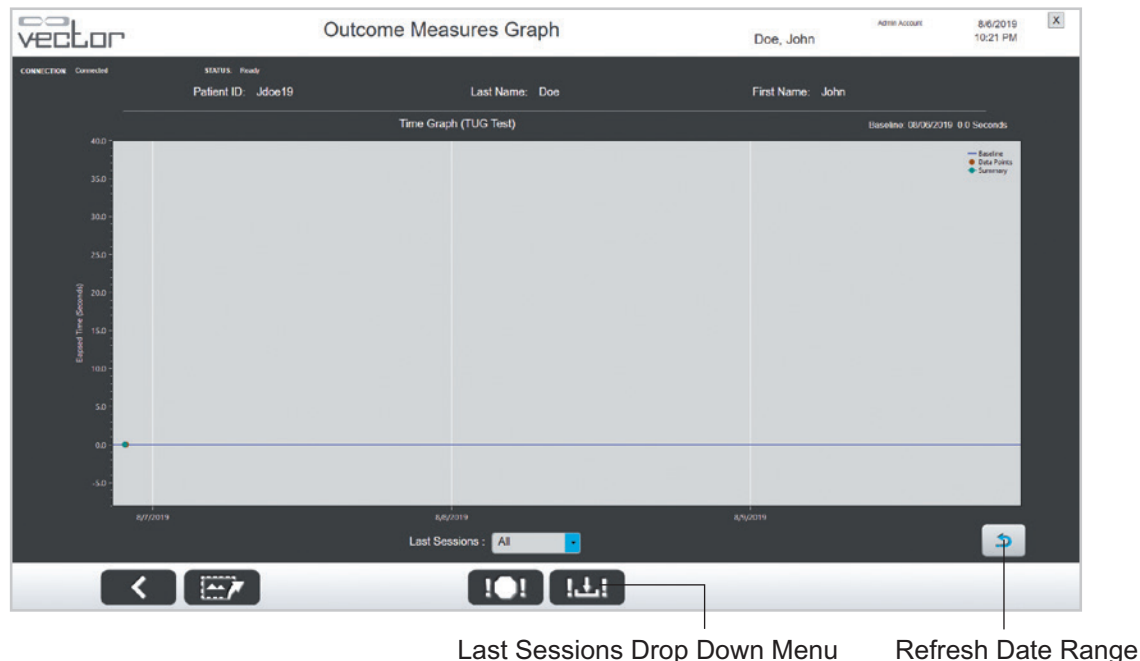 vector
Outcome Measures Graph
Doe, John
Admin Account
8/6/2019
10:21 PM
X
CONNECTION Connected
STATUS: Ready
Patient ID: Jdoe19
Last Name: Doe
First Name: John
Time Graph (TUG Test)
Baseline: 08/06/2019 0.0 Seconds
Baseline
Data Points
Summary
Elapsed Time (Seconds)
40.0
35.0
30.0
25.0
20.0
15.0
10.0
5.0
0.0
-5.0
8/7/2019
8/8/2019
8/9/2019
Last Sessions : All
Last Sessions Drop Down Menu
Refresh Date Range